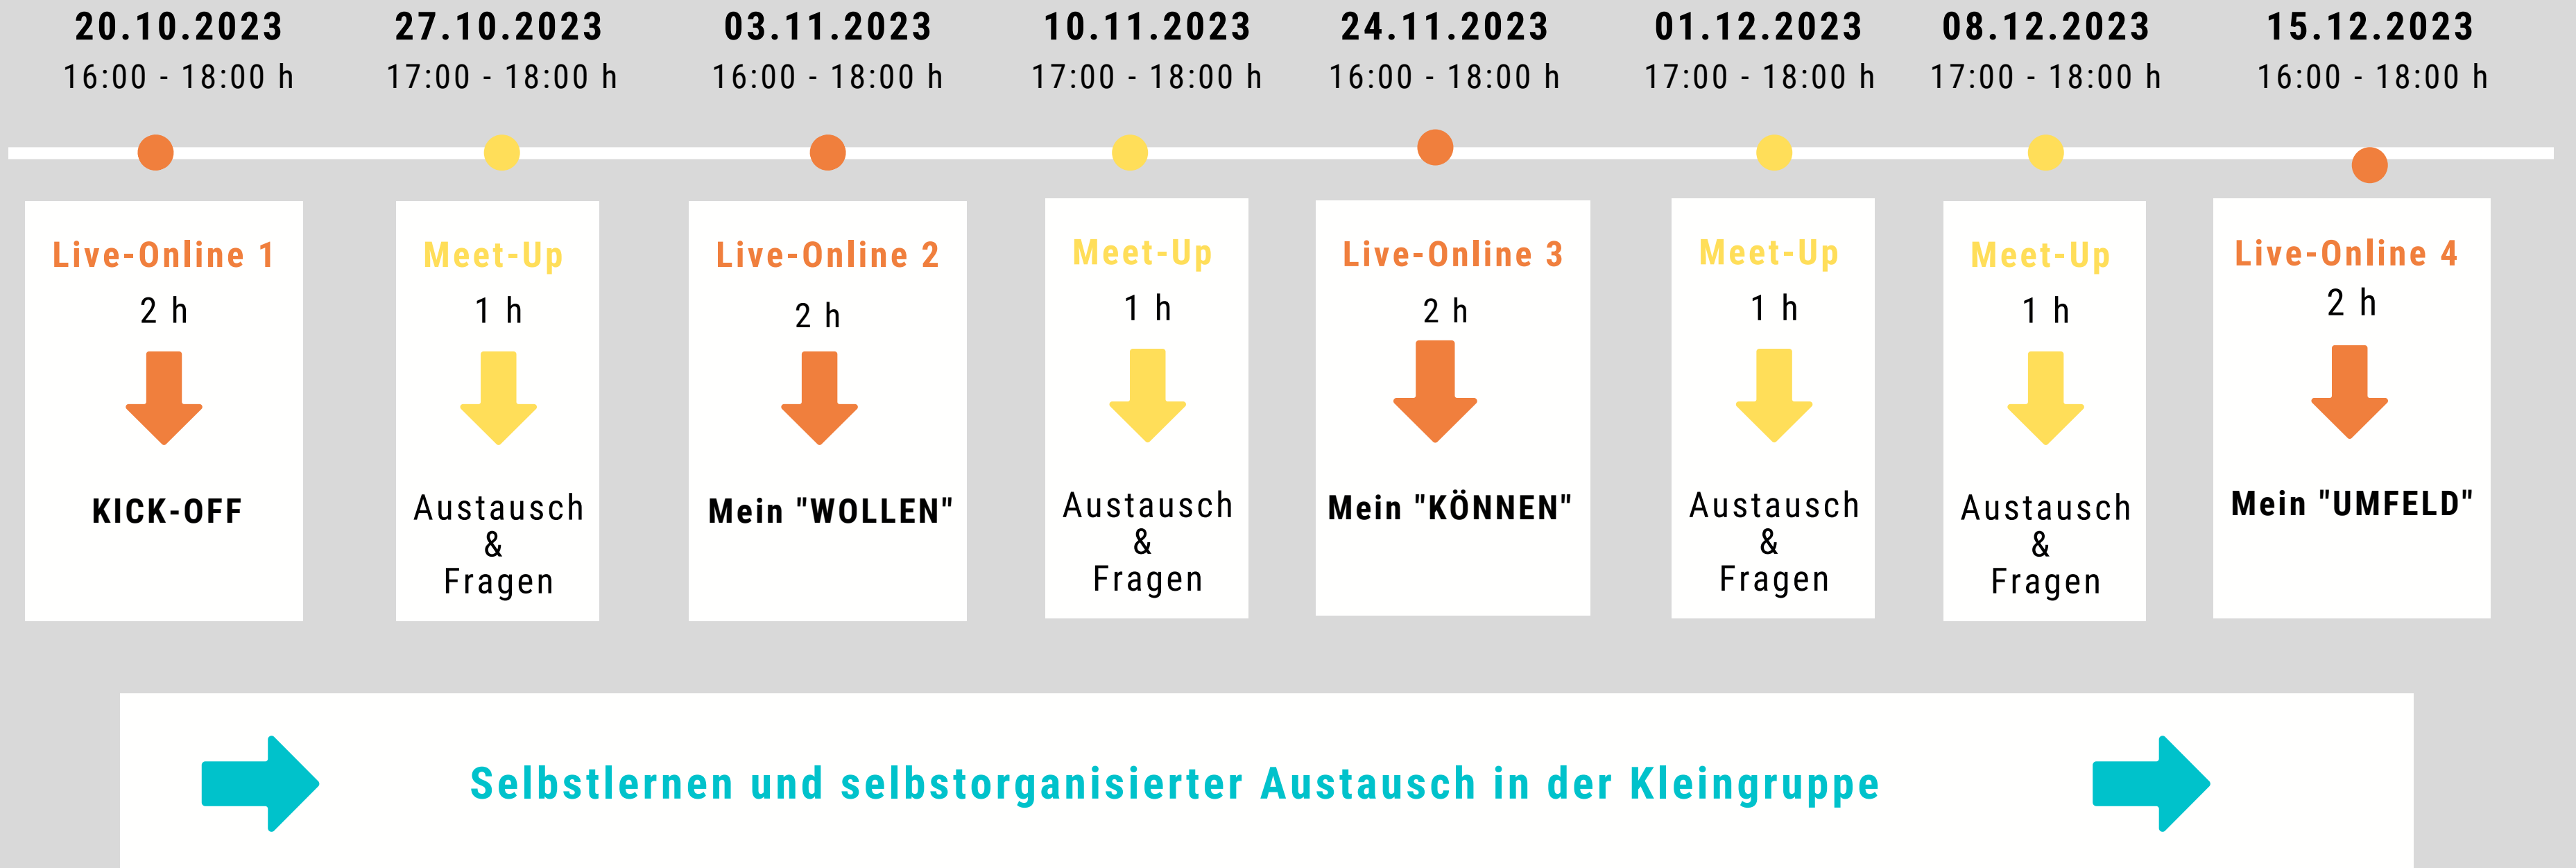 20.10.2023
16:00 - 18:00 h
27.10.2023
17:00 - 18:00 h
03.11.2023
16:00 - 18:00 h
10.11.2023
17:00 - 18:00 h
24.11.2023
16:00 - 18:00 h
01.12.2023
17:00 - 18:00 h
08.12.2023
17:00 - 18:00 h
15.12.2023
16:00 - 18:00 h
Live-Online 1
2 h
KICK-OFF
Meet-Up
1 h
Austausch
&
Fragen
Live-Online 2
2 h
Mein "WOLLEN"
Meet-Up
1 h
Austausch
&
Fragen
Live-Online 3
2 h
Mein "KÖNNEN"
Meet-Up
1 h
Austausch
&
Fragen
Meet-Up
1 h
Austausch
&
Fragen
Live-Online 4
2 h
Mein "UMFELD"
Selbstlernen und selbstorganisierter Austausch in der Kleingruppe